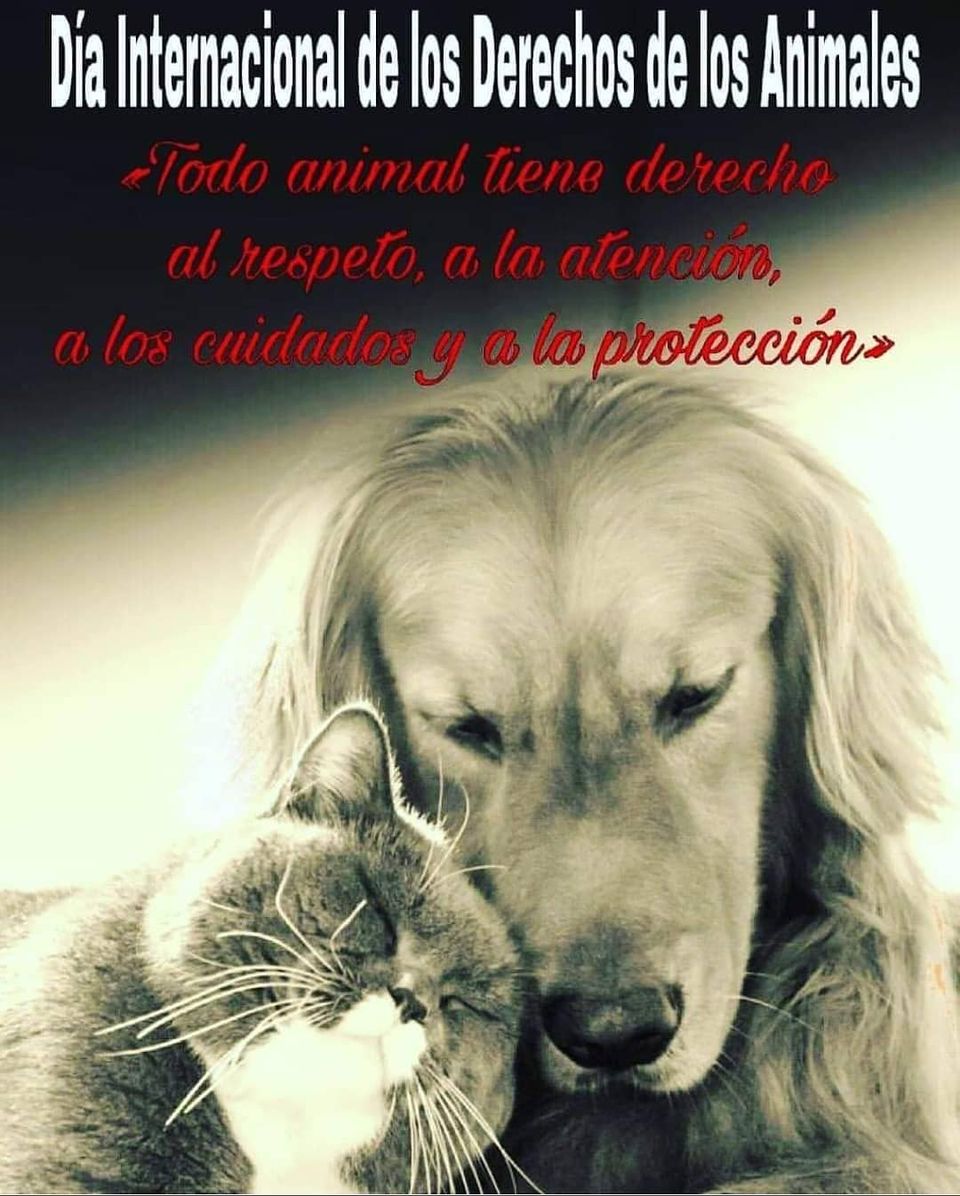 Día Internacional de los Derechos de los Animales
«Todo animal tiene derecho
al respeto, a la atención,
a los cuidados y a la protección»